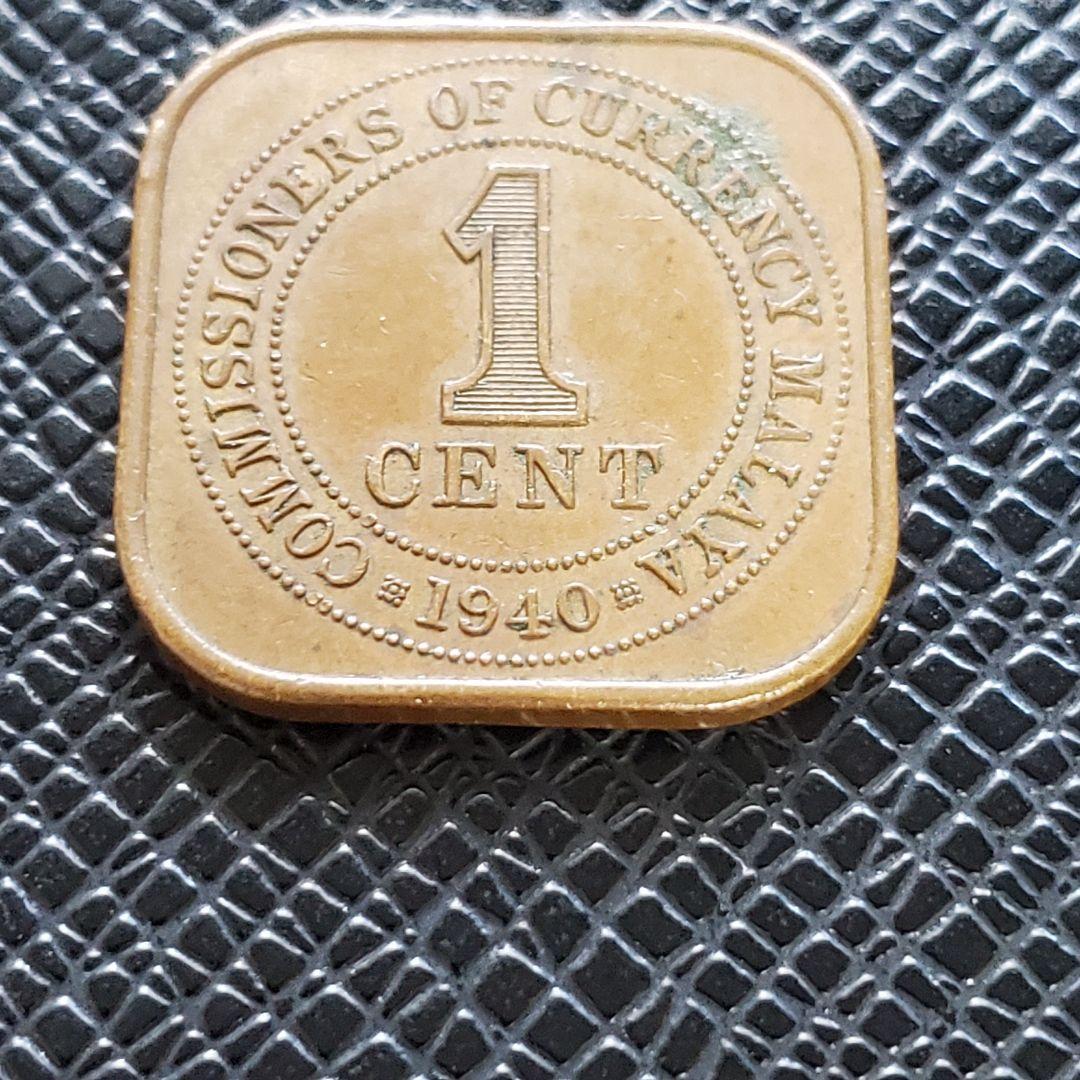 COMMISSIONERS OF CURRENCY MALAYA
1
CENT
1940